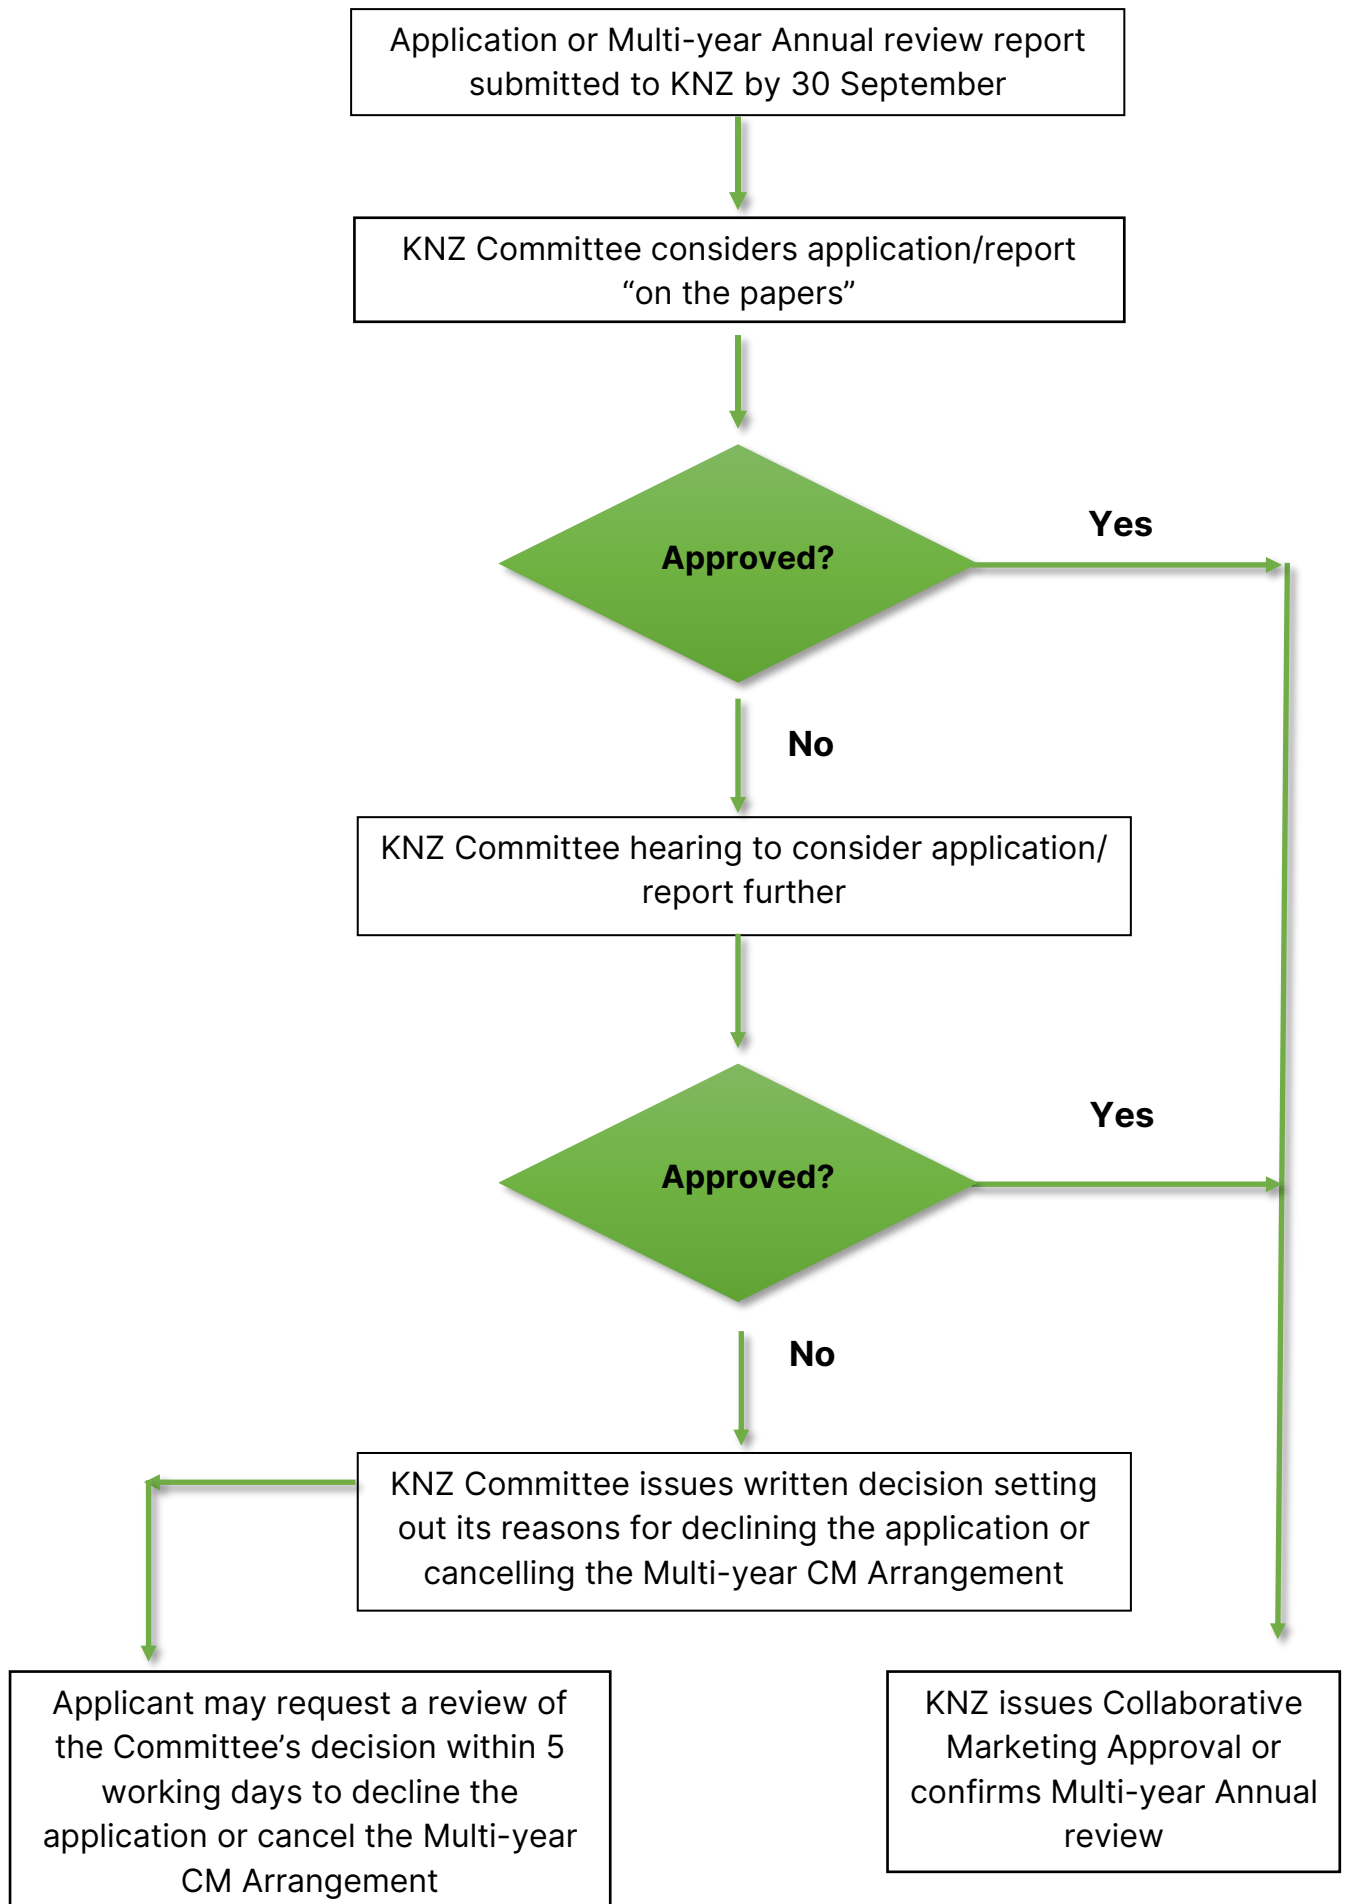 Application or Multi-year Annual review report
submitted to KNZ by 30 September
KNZ Committee considers application/report
“on the papers”
Approved?
Yes
No
KNZ Committee hearing to consider application/
report further
Approved?
Yes
No
KNZ Committee issues written decision setting
out its reasons for declining the application or
cancelling the Multi-year CM Arrangement
Applicant may request a review of
the Committee’s decision within 5
working days to decline the
application or cancel the Multi-year
CM Arrangement
KNZ issues Collaborative
Marketing Approval or
confirms Multi-year Annual
review